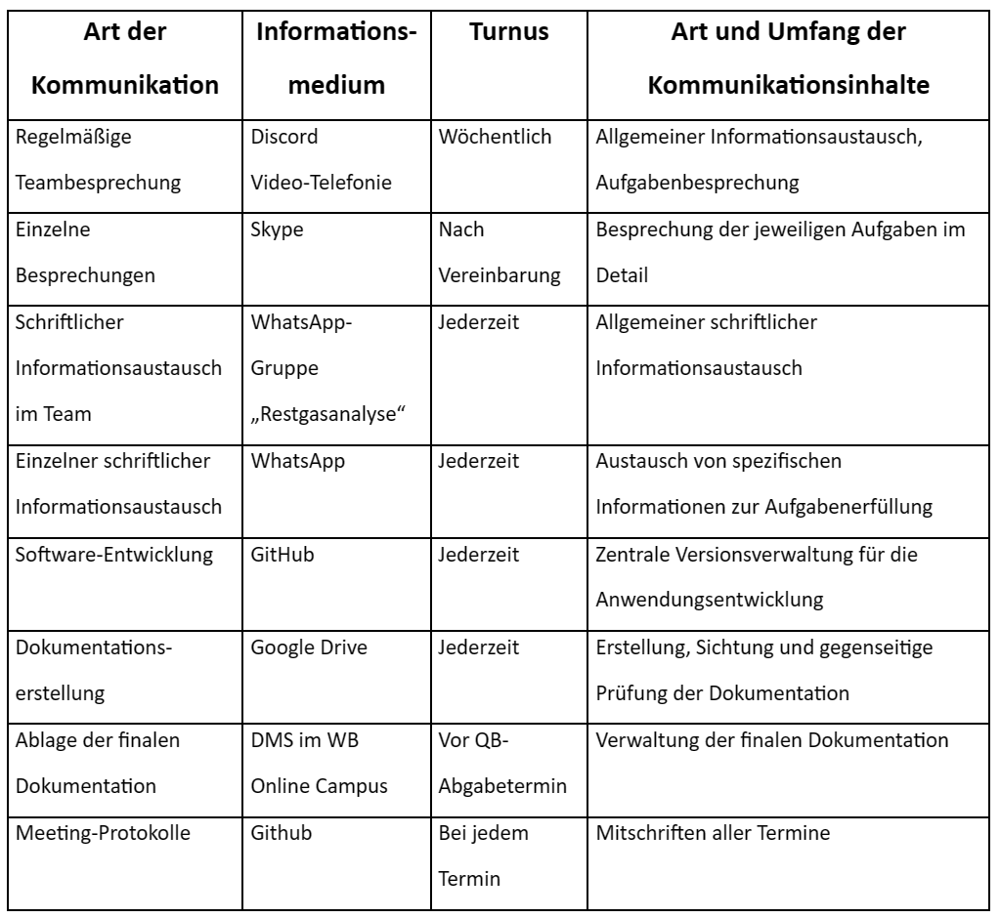 Art der Kommunikation
Informations-
medium
Turnus
Art und Umfang der
Kommunikationsinhalte
Regelmäßige
Teambesprechung
Discord
Video-Telefonie
Wöchentlich
Allgemeiner Informationsaustausch,
Aufgabenbesprechung
Einzelne
Besprechungen
Skype
Nach
Vereinbarung
Besprechung der jeweiligen Aufgaben im
Detail
Schriftlicher
Informationsaustausch
im Team
WhatsApp-
Gruppe
„Restgasanalyse“
Jederzeit
Allgemeiner schriftlicher
Informationsaustausch
Einzelner schriftlicher
Informationsaustausch
WhatsApp
Jederzeit
Austausch von spezifischen
Informationen zur Aufgabenerfüllung
Software-Entwicklung
GitHub
Jederzeit
Zentrale Versionsverwaltung für die
Anwendungsentwicklung
Dokumentations-
erstellung
Google Drive
Jederzeit
Erstellung, Sichtung und gegenseitige
Prüfung der Dokumentation
Ablage der finalen
Dokumentation
DMS im WB
Online Campus
Vor QB-
Abgabetermin
Verwaltung der finalen Dokumentation
Meeting-Protokolle
Github
Bei jedem
Termin
Mitschriften aller Termine